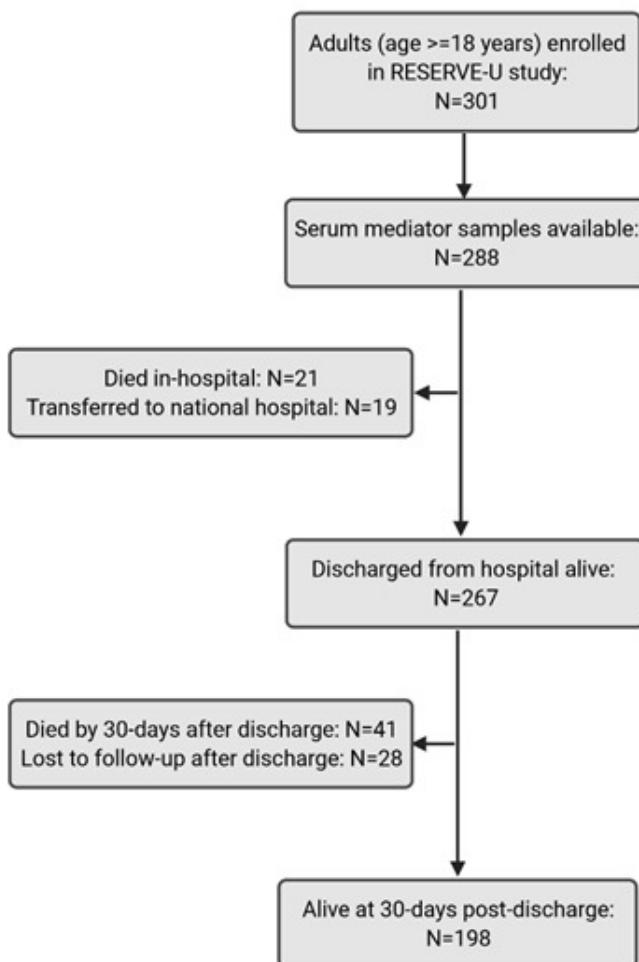 Adults (age >=18 years) enrolled
in RESERVE-U study:
N=301
Serum mediator samples available:
N=288
Died in-hospital: N=21
Transferred to national hospital: N=19
Discharged from hospital alive:
N=267
Died by 30-days after discharge: N=41
Lost to follow-up after discharge: N=28
Alive at 30-days post-discharge:
N=198